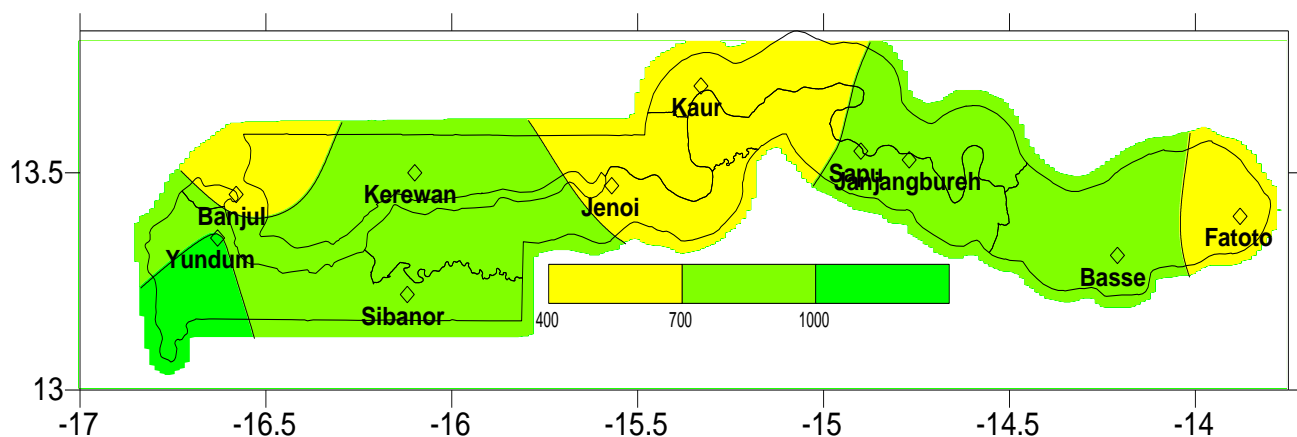 13.5
13
Kaur
Sapu
Janjangbureh
Kerewan
Jenoi
Banjul
Fatoto
Yundum
Basse
Sibanor
400 700 1000
-17 -16.5 -16 -15.5 -15 -14.5 -14